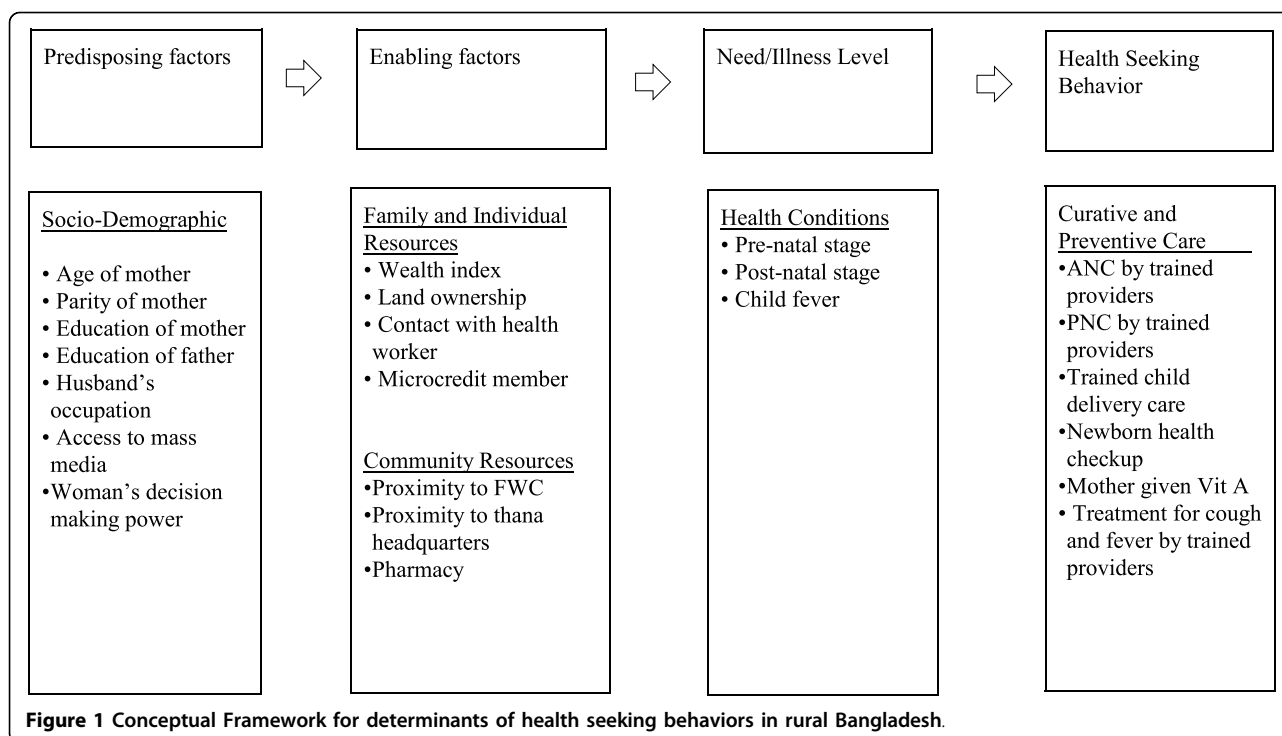 Predisposing factors
Enabling factors
Need/Illness Level
Health Seeking
Behavior
Socio-Demographic
• Age of mother
• Parity of mother
• Education of mother
• Education of father
• Husband's
occupation
• Access to mass
media
•Woman's decision
making power
Family and Individual
Resources
• Wealth index
• Land ownership
• Contact with health
worker
• Microcredit member
Community Resources
•Proximity to FWC
•Proximity to thana
headquarters
•Pharmacy
Health Conditions
• Pre-natal stage
• Post-natal stage
• Child fever
Curative and
Preventive Care
•ANC by trained
providers
•PNC by trained
providers
•Trained child
delivery care
•Newborn health
checkup
•Mother given Vit A
• Treatment for cough
and fever by trained
providers
Figure 1 Conceptual Framework for determinants of health seeking behaviors in rural Bangladesh.